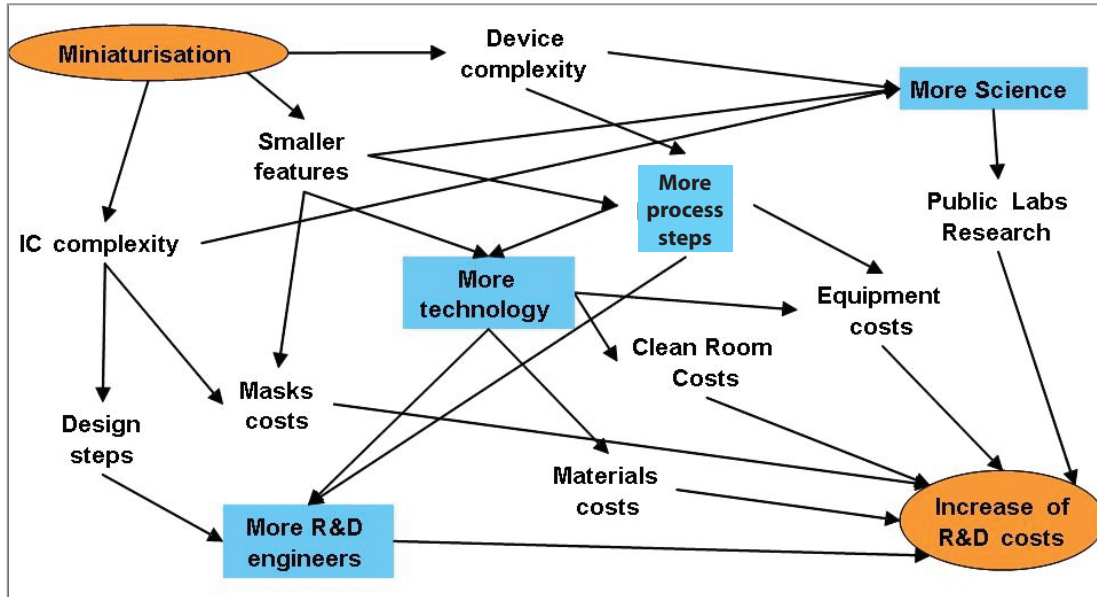 Miniaturisation
Device
complexity
More Science
Smaller
features
More
process
steps
Public Labs
Research
IC complexity
More
technology
Equipment
costs
Clean Room
Costs
Masks
costs
Design
steps
Materials
costs
More R&D
engineers
Increase of
R&D costs